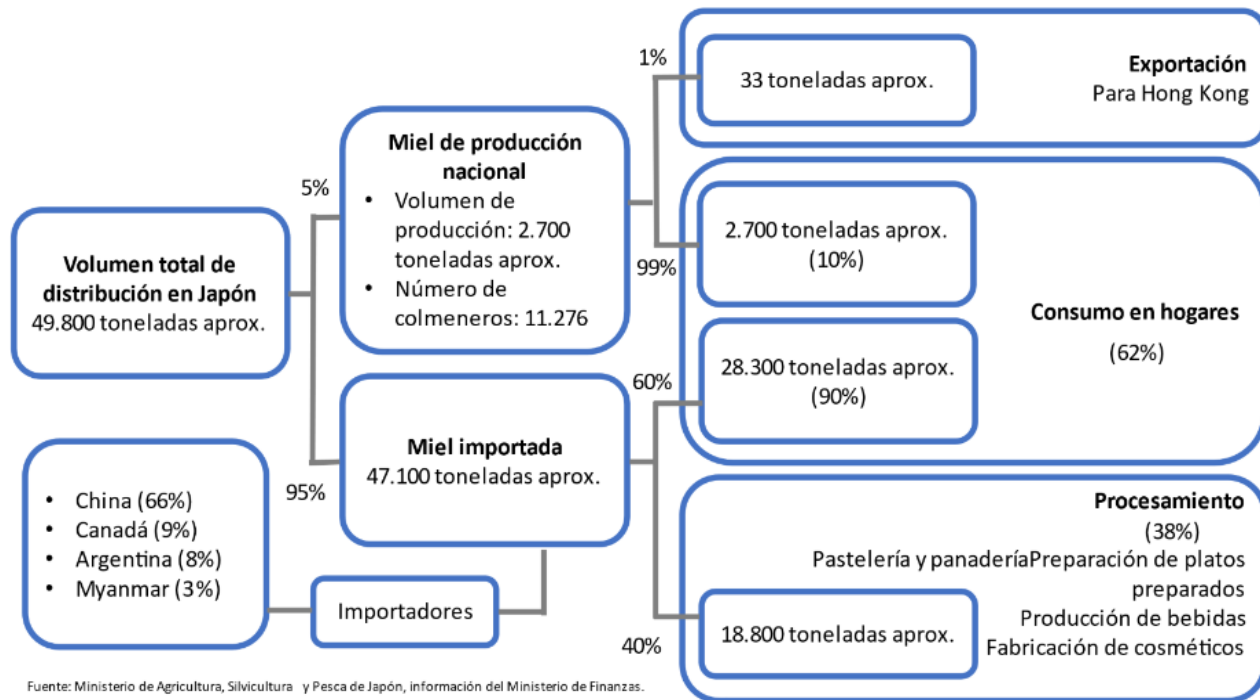 Volumen total de
distribución en Japón
49.800 toneladas aprox.
5%
95%
Miel de producción
nacional
• Volumen de
producción: 2.700
toneladas aprox.
• Número de
colmeneros: 11.276
Miel importada
47.100 toneladas aprox.
• China (66%)
• Canadá (9%)
• Argentina (8%)
• Myanmar (3%)
Importadores
1%
99%
33 toneladas aprox.
Exportación
Para Hong Kong
2.700 toneladas aprox.
(10%)
60%
28.300 toneladas aprox.
(90%)
Consumo en hogares
(62%)
40%
18.800 toneladas aprox.
Procesamiento
(38%)
Pastelería y panaderíaPreparación de platos
preparados
Producción de bebidas
Fabricación de cosméticos
Fuente: Ministerio de Agricultura, Silvicultura y Pesca de Japón, información del Ministerio de Finanzas.